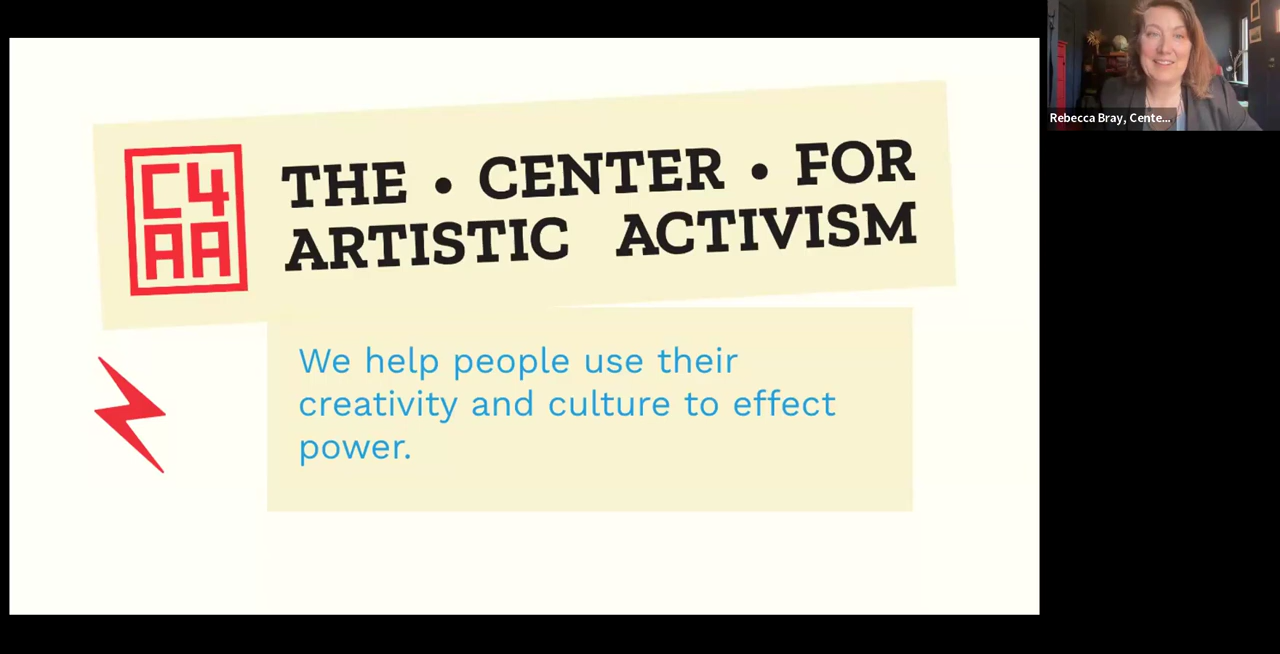 C4
AA
THE • CENTER • FOR
ARTISTIC ACTIVISM
We help people use their
creativity and culture to effect
power.
Rebecca Bray, Cente...